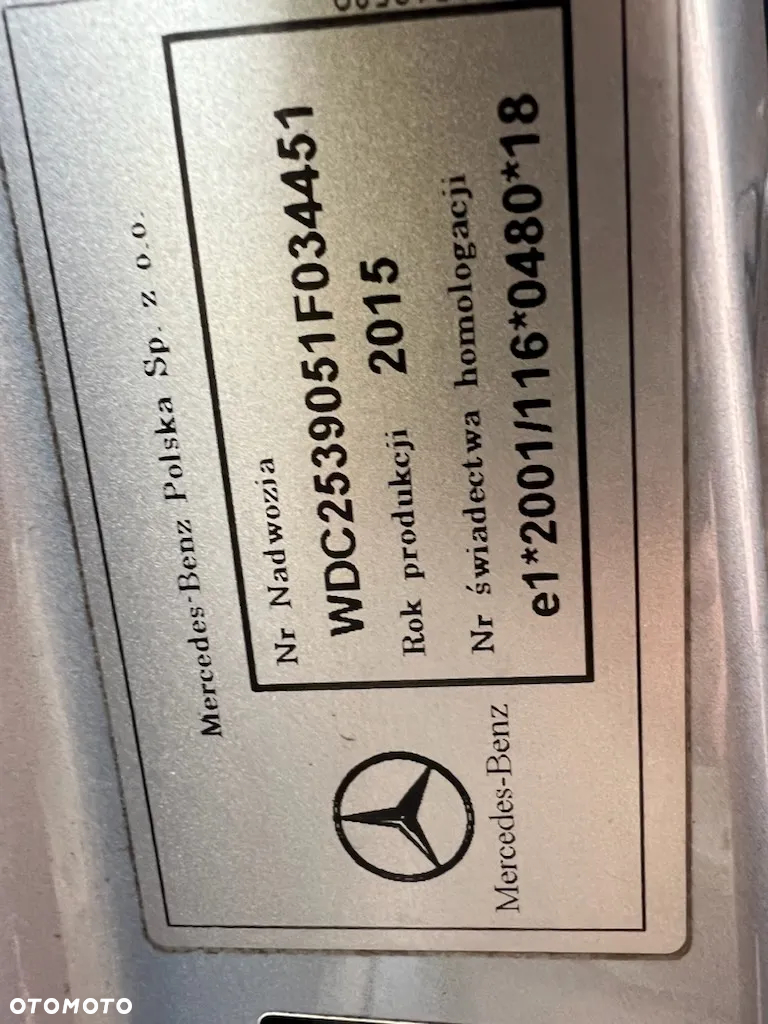 Mercedes-Benz Polska Sp. z o.o.
Nr Nadwozia
WDC2539051F034451
Rok produkcji 2015
Nr świadectwa homologacji
e1*2001/116*0480*18
Mercedes-Benz
OTOMOTO